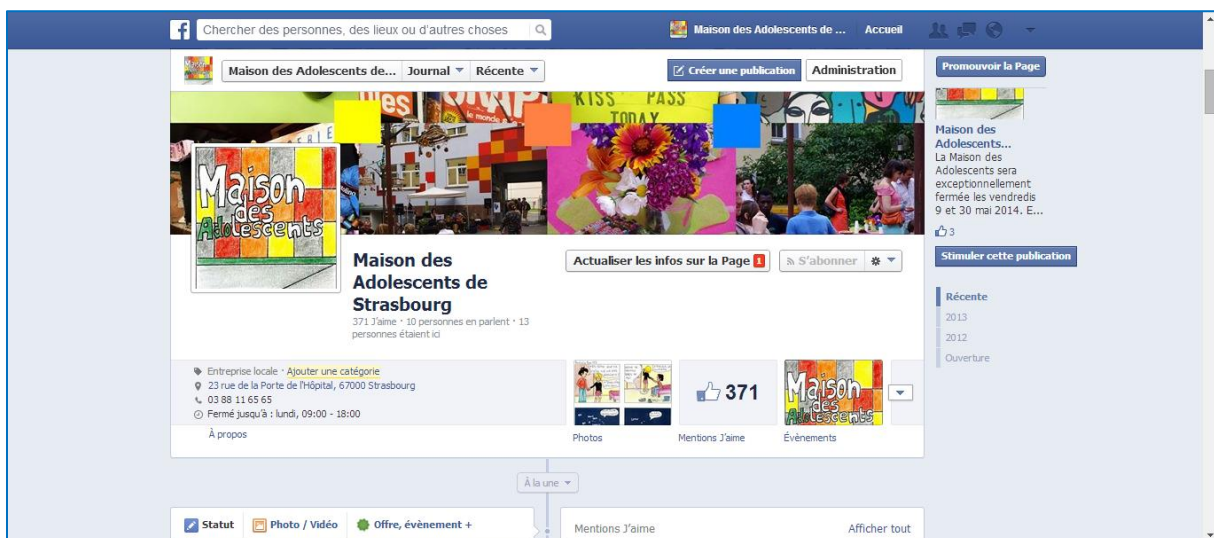 Chercher des personnes, des lieux ou d'autres choses
Maison des Adolescents de ...
Accueil
Maison des Adolescents de...
Journal
Récente
Créer une publication
Administration
Promouvoir la Page
KISS PASS
TODAY
le monde
Maison
des
Adolescents
Maison des
Adolescents de
Strasbourg
371 J'aime · 10 personnes en parlent · 13
personnes étaient ici
Actualiser les infos sur la Page 1
S'abonner
Maison des
Adolescents...
La Maison des
Adolescents sera
exceptionnellement
fermée les vendredis
9 et 30 mai 2014. E...
3
Stimuler cette publication
Récente
2013
2012
Ouverture
Entreprise locale · Ajouter une catégorie
23 rue de la Porte de l'Hôpital, 67000 Strasbourg
03 88 11 65 65
Fermé jusqu'à : lundi, 09:00 - 18:00
À propos
Photos
371
Mentions J'aime
Maison
des
Adolescents
Évènements
À la une
Statut
Photo / Vidéo
Offre, évènement +
Mentions J'aime
Afficher tout